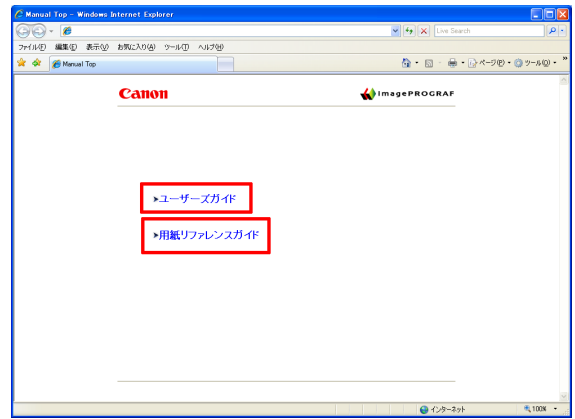 Manual Top - Windows Internet Explorer
Live Search
ファイル(F) 編集(E) 表示(V) お気に入り(A) ツール(T) ヘルプ(H)
Manual Top
ページ(P) ツール(O)
Canon
imagePROGRAF
➤ユーザーズガイド
➤用紙リファレンスガイド
インターネット
100%